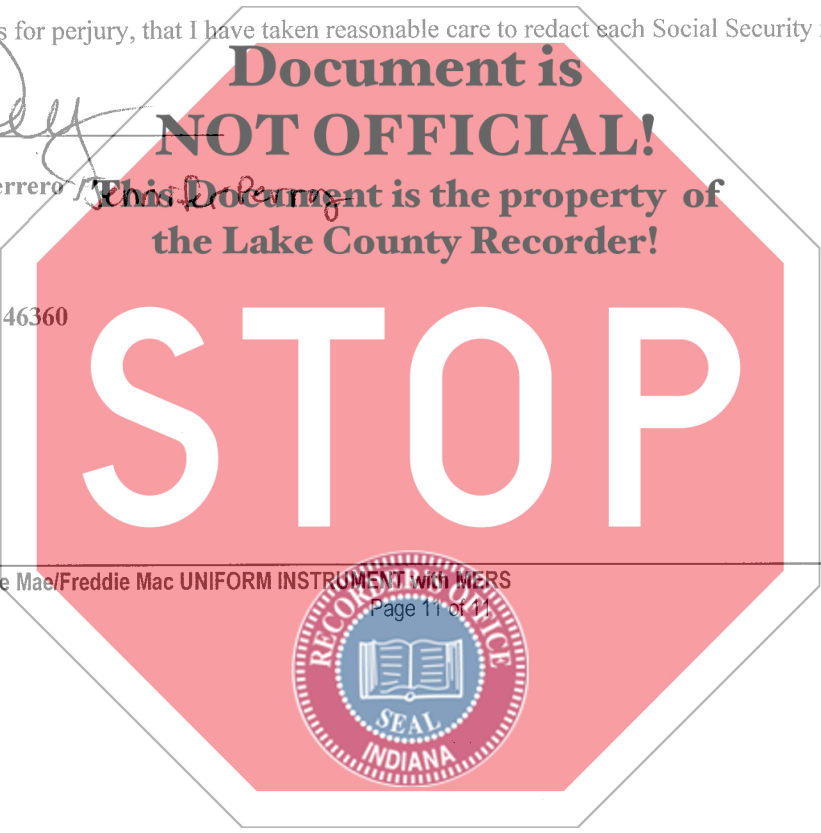 s for perjury, that I have taken reasonable care to redact each Social Security
Document is
NOT OFFICIAL!
errero / Jennifer Perry
This Document is the property of
the Lake County Recorder!
46360
STOP
e Mae/Freddie Mac UNIFORM INSTRUMENT with MERS
Page 11 of 11
RECORDER'S OFFICE
SEAL
INDIANA